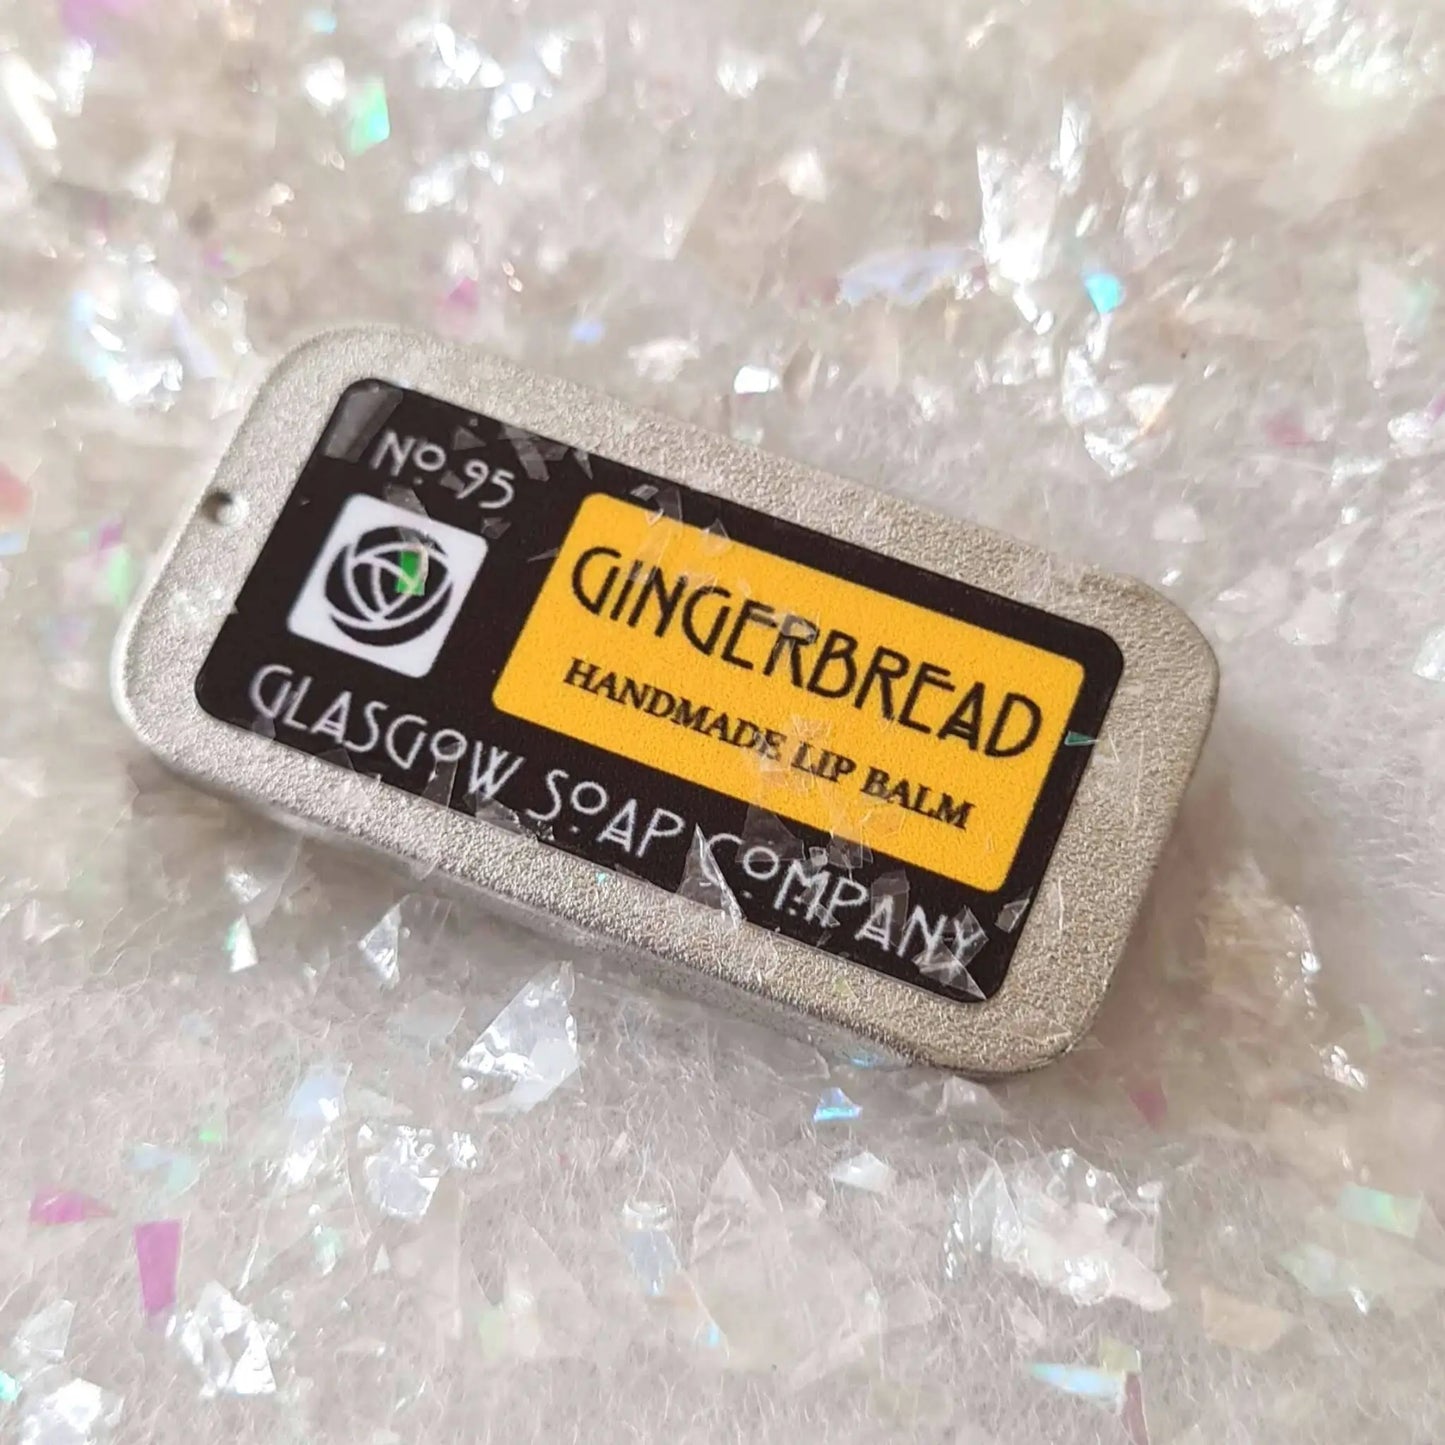 No. 95
GINGERBREAD
HANDMADE LIP BALM
GLASGOW SOAP COMPANY